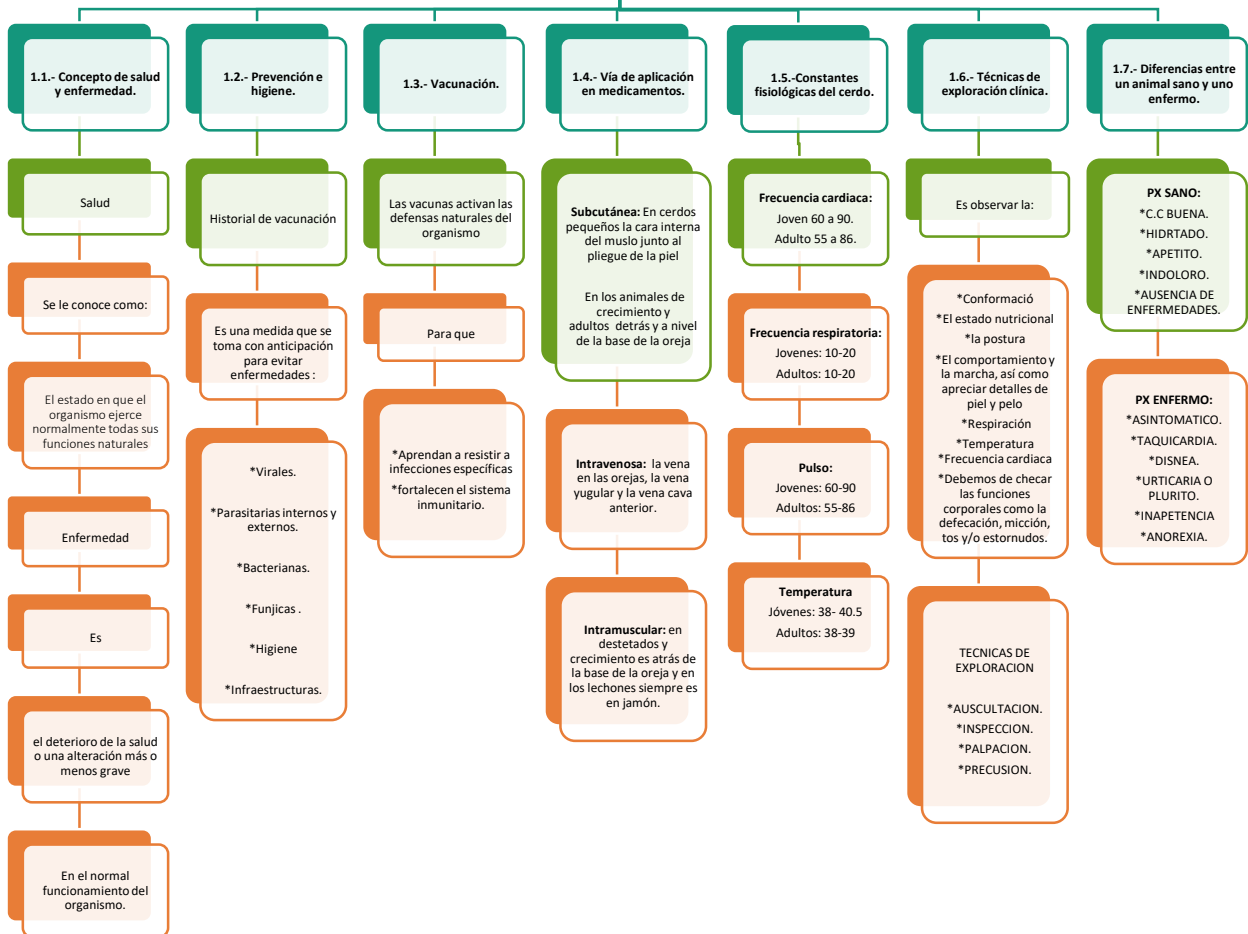 1.1.- Concepto de salud
y enfermedad.
Salud
Se le conoce como:
El estado en que el
organismo ejerce
normalmente todas sus
funciones naturales
Enfermedad
Es
el deterioro de la salud
o una alteración más o
menos grave
En el normal
funcionamiento del
organismo.
1.2.- Prevención e
higiene.
Historial de vacunación
Es una medida que se
toma con anticipación
para evitar
enfermedades :
*Virales.
*Parasitarias internos y
externos.
*Bacterianas.
*Funjicas .
*Higiene
*Infraestructuras.
1.3.- Vacunación.
Las vacunas activan las
defensas naturales del
organismo
Para que
*Aprendan a resistir a
infecciones específicas
*fortalecen el sistema
inmunitario.
1.4.- Vía de aplicación
en medicamentos.
Subcutánea: En cerdos
pequeños la cara interna
del muslo junto al
pliegue de la piel
En los animales de
crecimiento y
adultos detrás y a nivel
de la base de la oreja
Intravenosa: la vena
en las orejas, la vena
yugular y la vena cava
anterior.
Intramuscular: en
destetados y
crecimiento es atrás de
la base de la oreja y en
los lechones siempre es
en jamón.
1.5.-Constantes
fisiológicas del cerdo.
Frecuencia cardiaca:
Joven 60 a 90.
Adulto 55 a 86.
Frecuencia respiratoria:
Jovenes: 10-20
Adultos: 10-20
Pulso:
Jovenes: 60-90
Adultos: 55-86
Temperatura
Jóvenes: 38- 40.5
Adultos: 38-39
1.6.- Técnicas de
exploración clínica.
Es observar la:
*Conformació
*El estado nutricional
*la postura
*El comportamiento y
la marcha, así como
apreciar detalles de
piel y pelo
*Respiración
*Temperatura
*Frecuencia cardiaca
*Debemos de checar
las funciones
corporales como la
defecación, micción,
tos y/o estornudos.
TECNICAS DE
EXPLORACION
*AUSCULTACION.
*INSPECCION.
*PALPACION.
*PRECUSION.
1.7.- Diferencias entre
un animal sano y uno
enfermo.
PX SANO:
*C.C BUENA.
*HIDRTADO.
*APETITO.
*INDOLORO.
*AUSENCIA DE
ENFERMEDADES.
PX ENFERMO:
*ASINTOMATICO.
*TAQUICARDIA.
*DISNEA.
*URTICARIA O
PLURITO.
*INAPETENCIA
*ANOREXIA.